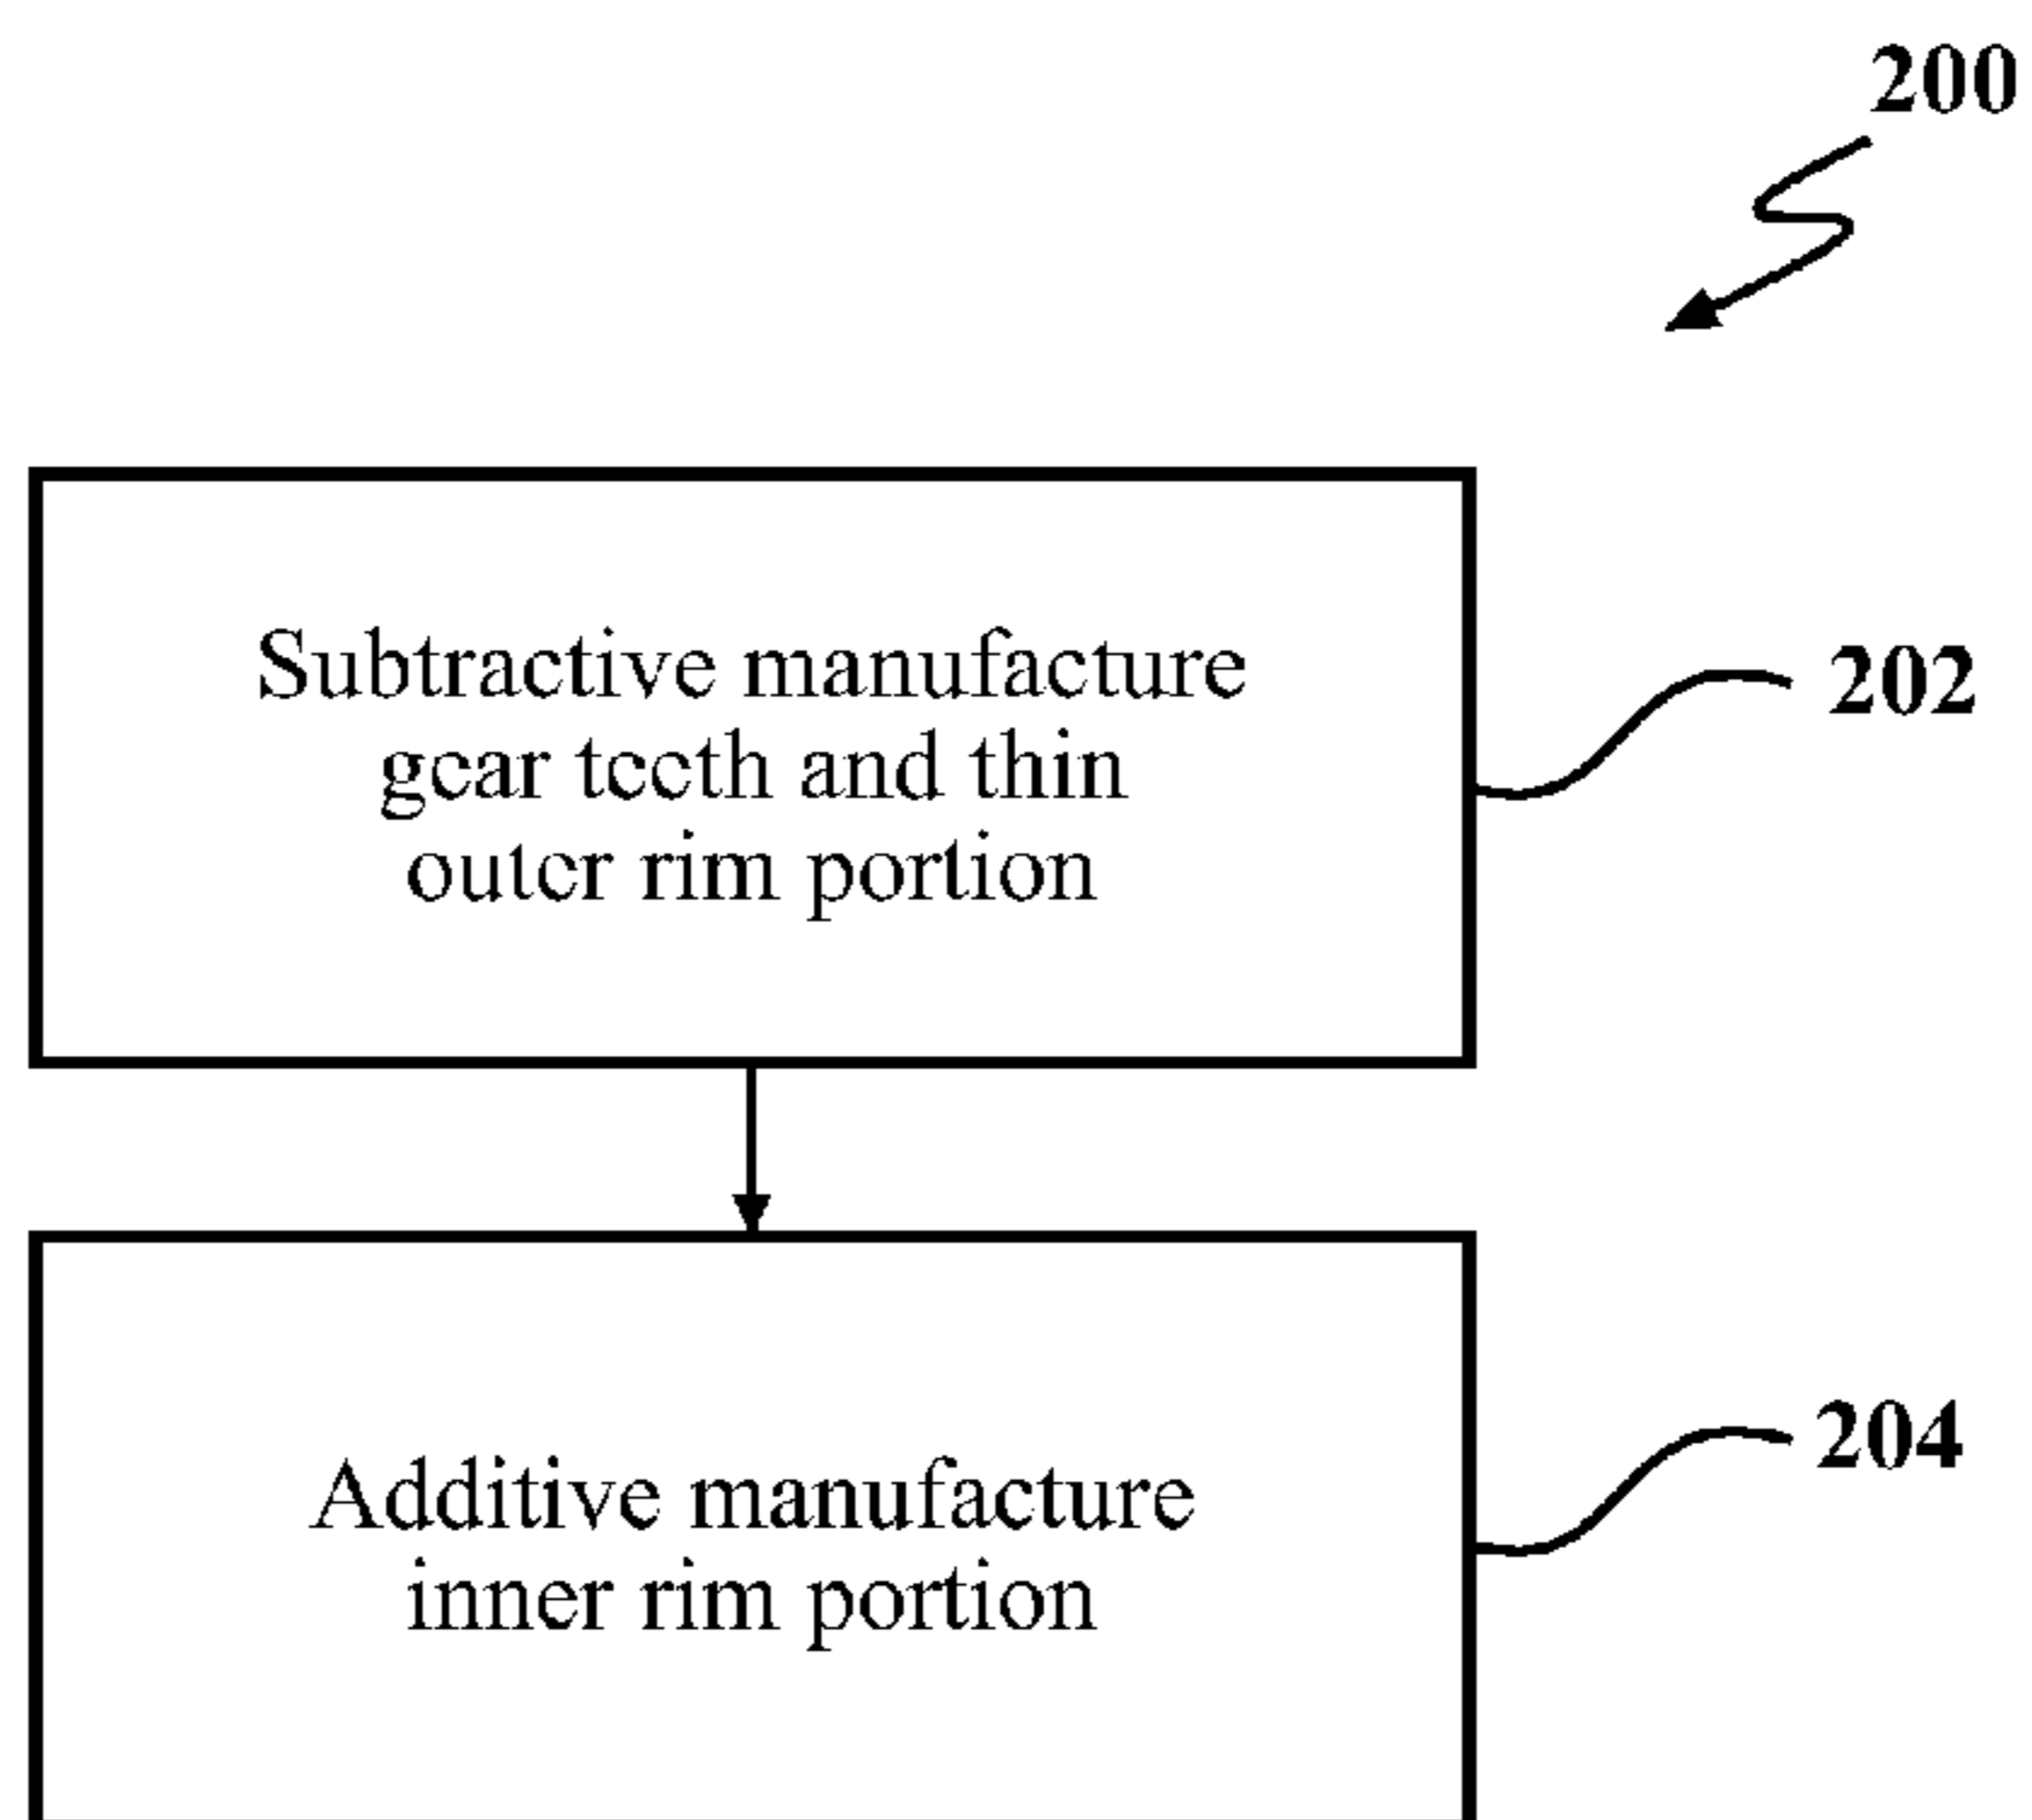 200
Subtractive manufacture
gear teeth and thin
outer rim portion
202
Additive manufacture
inner rim portion
204